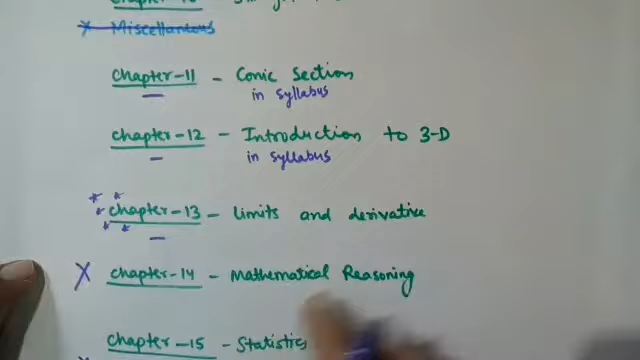 X Miscellaneous
Chapter-11 - Conic Section
in syllabus
Chapter-12 - Introduction to 3-D
in syllabus
Chapter-13 - Limits and derivative
X Chapter-14 - Mathematical Reasoning
Chapter-15 - Statistics